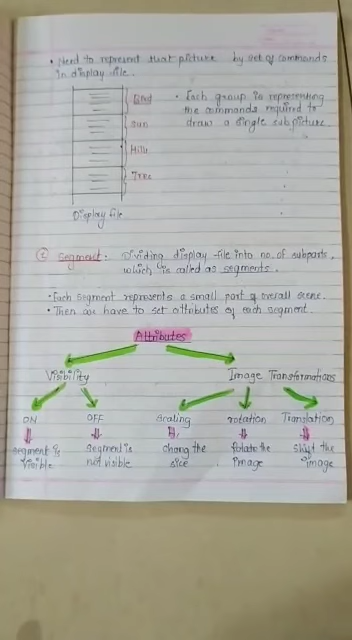 • Need to represent that picture by set of commands
in display file.
Bird
• Each group is representing
the commands required to
draw a single subpicture
Sun
Hills
Tree
Display file
② Segment : Dividing display file into no. of subparts,
which is called as segments.
• Each segment represents a small part of overall scene.
• Then we have to set attributes of each segment.
Attributes
Visibility Image Transformations
ON OFF Scaling rotation Translation
segment is segment is chang the rotate the shift the
visible not visible sice image image